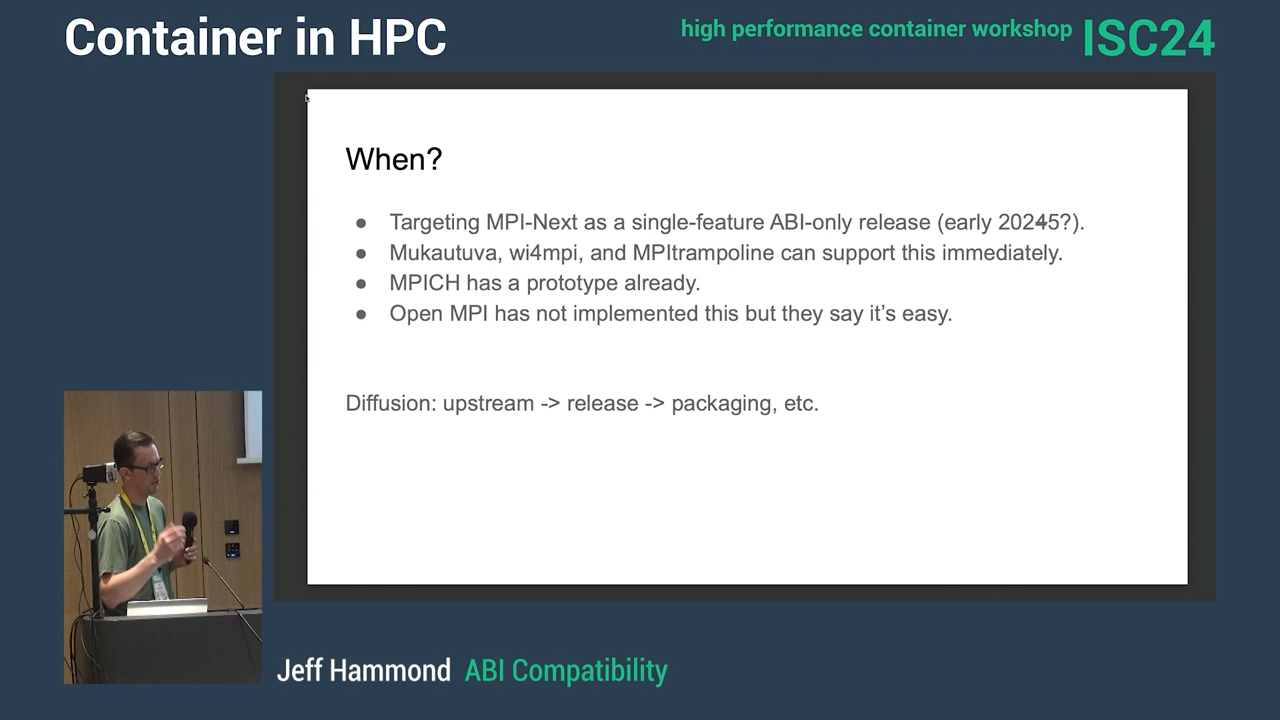 Container in HPC
high performance container workshop ISC24
When?
● Targeting MPI-Next as a single-feature ABI-only release (early 20245?).
● Mukautuva, wi4mpi, and MPItrampoline can support this immediately.
● MPICH has a prototype already.
● Open MPI has not implemented this but they say it’s easy.
Diffusion: upstream -> release -> packaging, etc.
Jeff Hammond ABI Compatibility